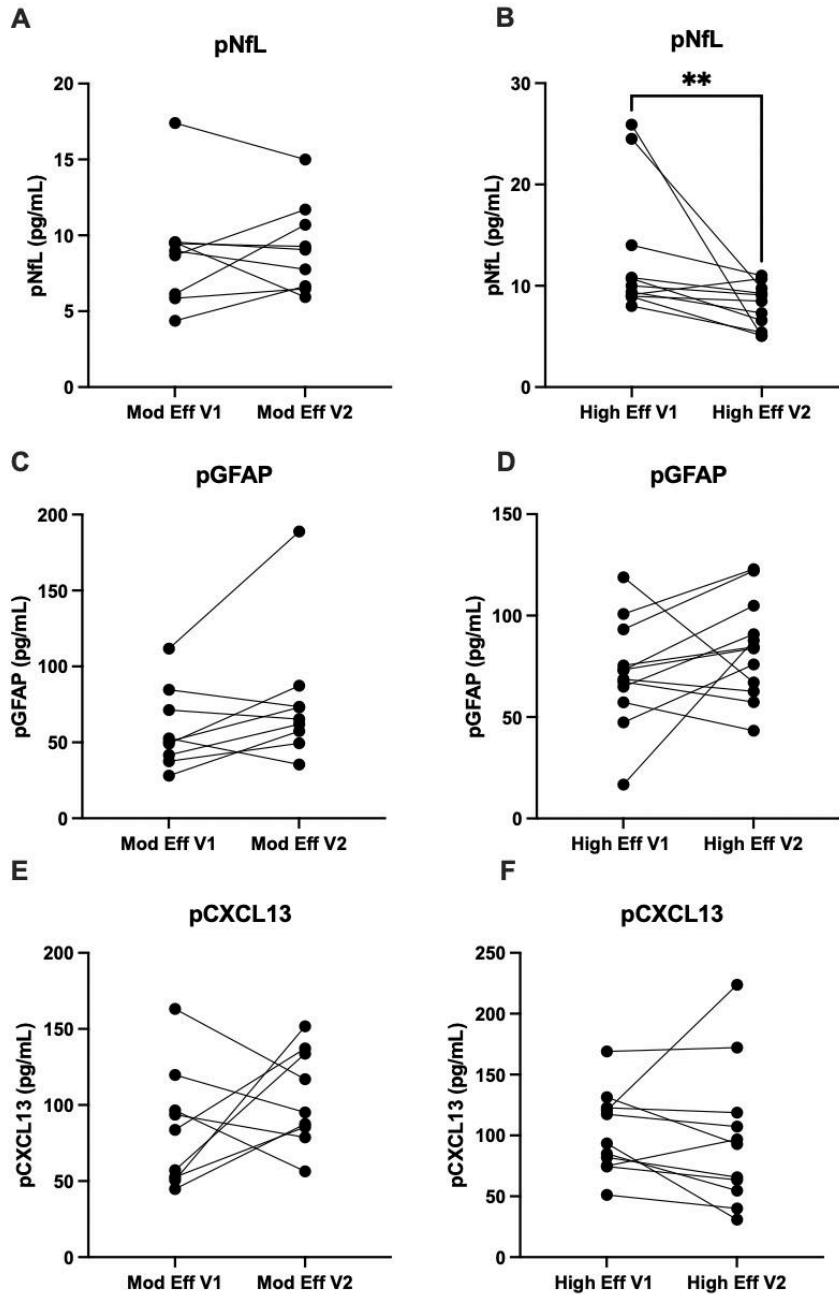 A
pNfL
pNfL (pg/mL)
20
15
10
5
0
Mod Eff V1
Mod Eff V2
B
pNfL
**
pNfL (pg/mL)
30
20
10
0
High Eff V1
High Eff V2
C
pGFAP
pGFAP (pg/mL)
200
150
100
50
0
Mod Eff V1
Mod Eff V2
D
pGFAP
pGFAP (pg/mL)
150
100
50
0
High Eff V1
High Eff V2
E
pCXCL13
pCXCL13 (pg/mL)
200
150
100
50
0
Mod Eff V1
Mod Eff V2
F
pCXCL13
pCXCL13 (pg/mL)
250
200
150
100
50
0
High Eff V1
High Eff V2